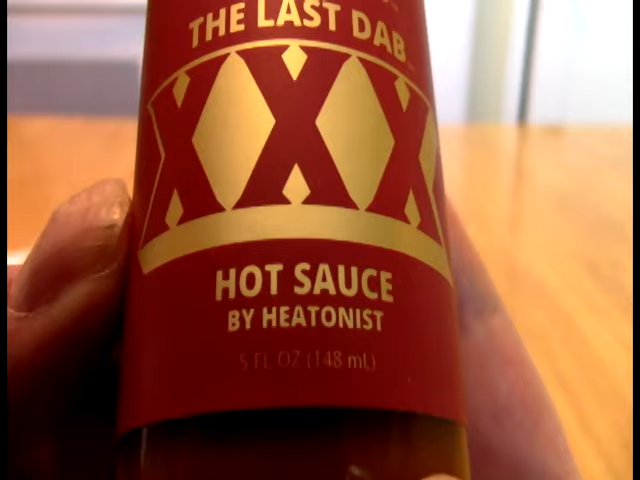 THE LAST DAB
XXX
HOT SAUCE
BY HEATONIST
5 FL OZ (148 mL)